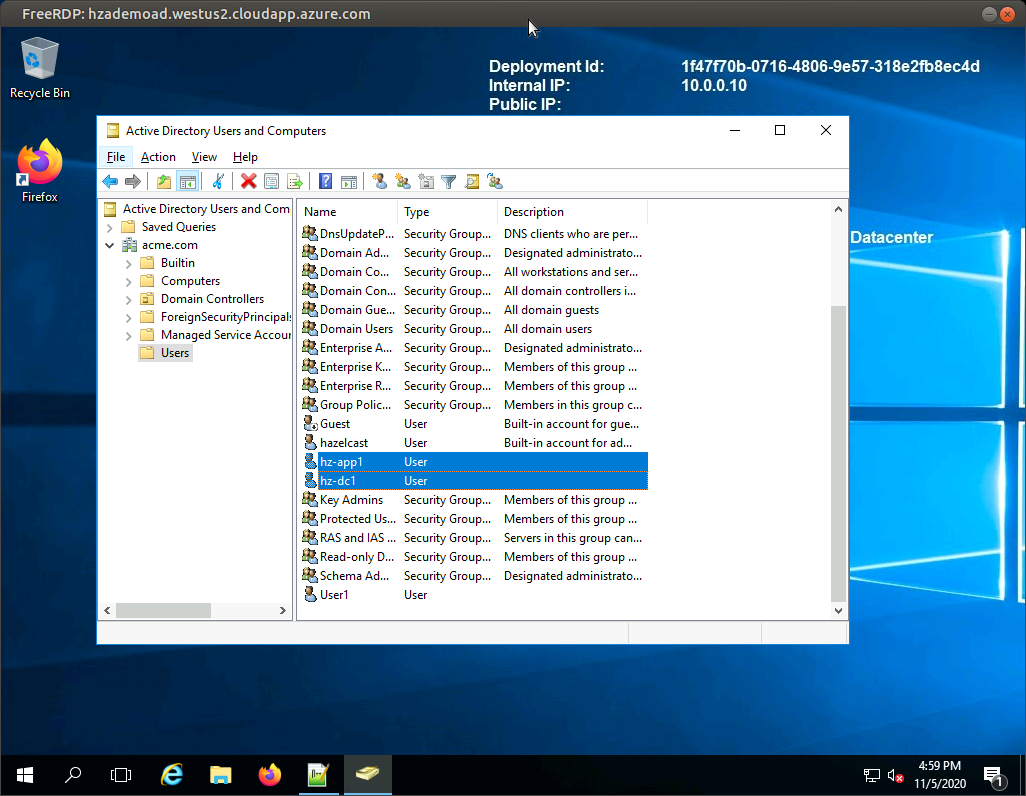 FreeRDP: hzademoad.westus2.cloudapp.azure.com
Recycle Bin
Firefox
Deployment Id: 1f47f70b-0716-4806-9e57-318e2fb8ec4d
Internal IP: 10.0.0.10
Public IP:
Datacenter
Active Directory Users and Computers
File Action View Help
Active Directory Users and Com
Saved Queries
acme.com
Builtin
Computers
Domain Controllers
ForeignSecurityPrincipals
Managed Service Accour
Users
Name Type Description
DnsUpdateP... Security Group... DNS clients who are per...
Domain Ad... Security Group... Designated administrato...
Domain Co... Security Group... All workstations and ser...
Domain Con... Security Group... All domain controllers i...
Domain Gue... Security Group... All domain guests
Domain Users Security Group... All domain users
Enterprise A... Security Group... Designated administrato...
Enterprise K... Security Group... Members of this group ...
Enterprise R... Security Group... Members of this group ...
Group Polic... Security Group... Members in this group c...
Guest User Built-in account for gue...
hazelcast User Built-in account for ad...
hz-app1 User
hz-dc1 User
Key Admins Security Group... Members of this group ...
Protected Us... Security Group... Members of this group ...
RAS and IAS ... Security Group... Servers in this group can...
Read-only D... Security Group... Members of this group ...
Schema Ad... Security Group... Designated administrato...
User1 User
4:59 PM
11/5/2020
1